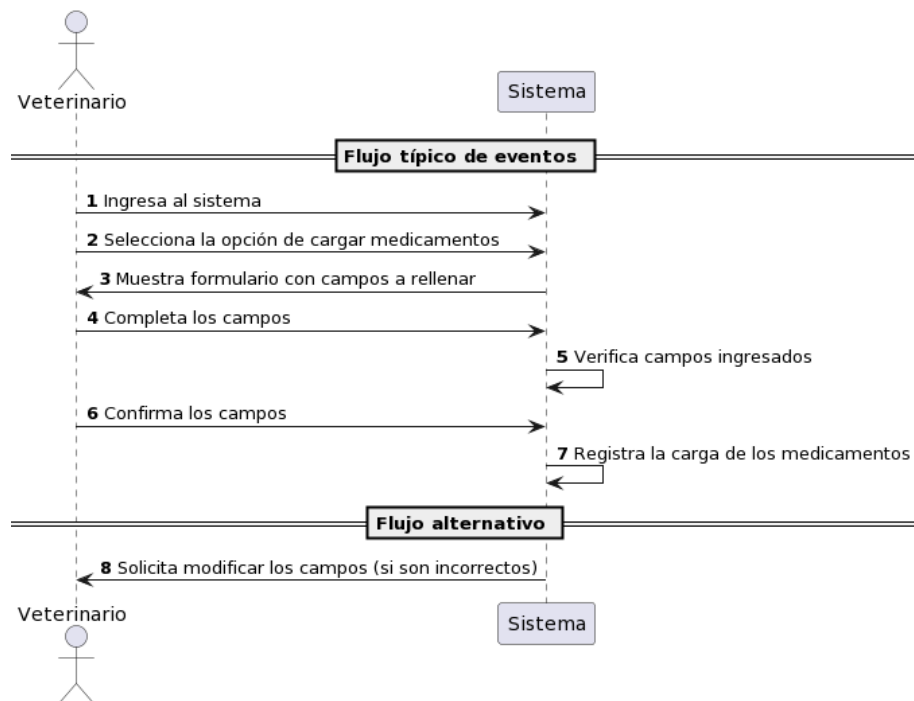 Veterinario
Sistema
Flujo típico de eventos
1 Ingresa al sistema
2 Selecciona la opción de cargar medicamentos
3 Muestra formulario con campos a rellenar
4 Completa los campos
5 Verifica campos ingresados
6 Confirma los campos
7 Registra la carga de los medicamentos
Flujo alternativo
8 Solicita modificar los campos (si son incorrectos)
Veterinario
Sistema